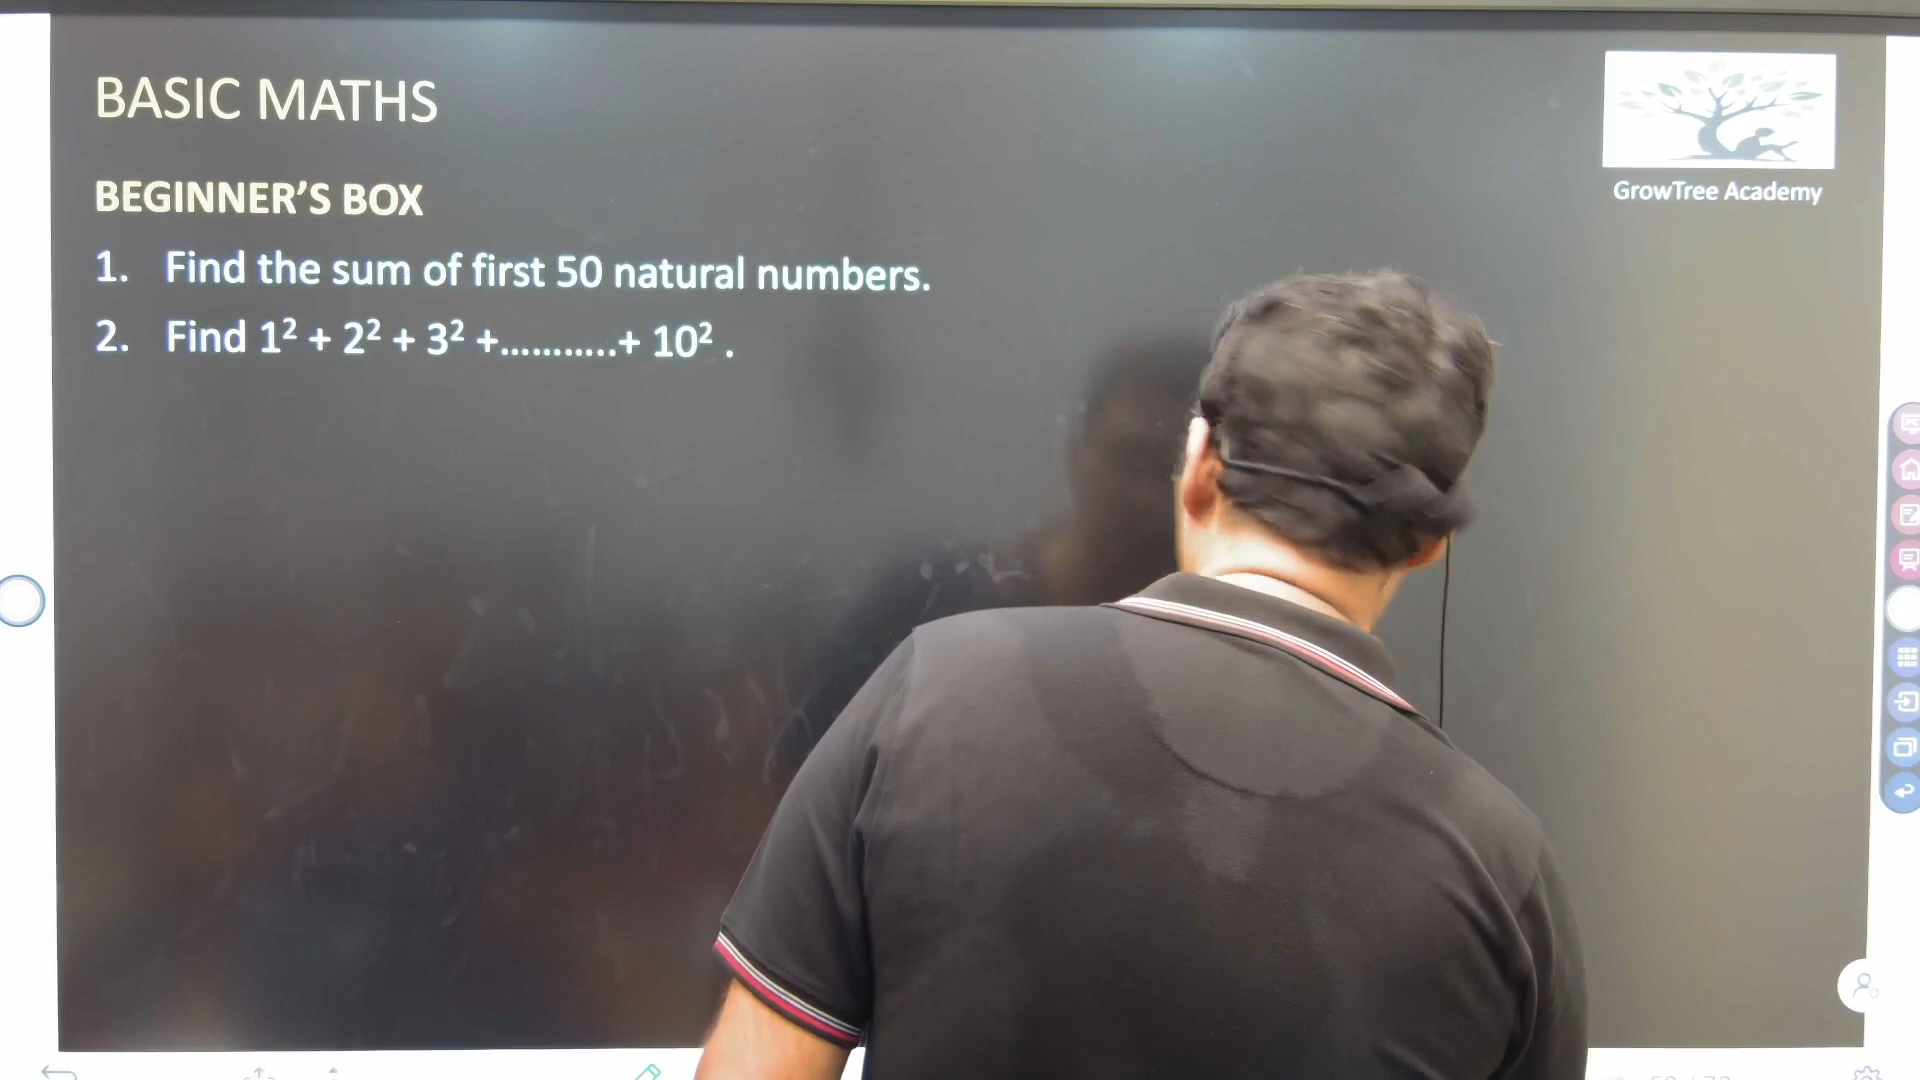 BASIC MATHS
GrowTree Academy
BEGINNER'S BOX
1. Find the sum of first 50 natural numbers.
2. Find 1² + 2² + 3² +...........+ 10² .